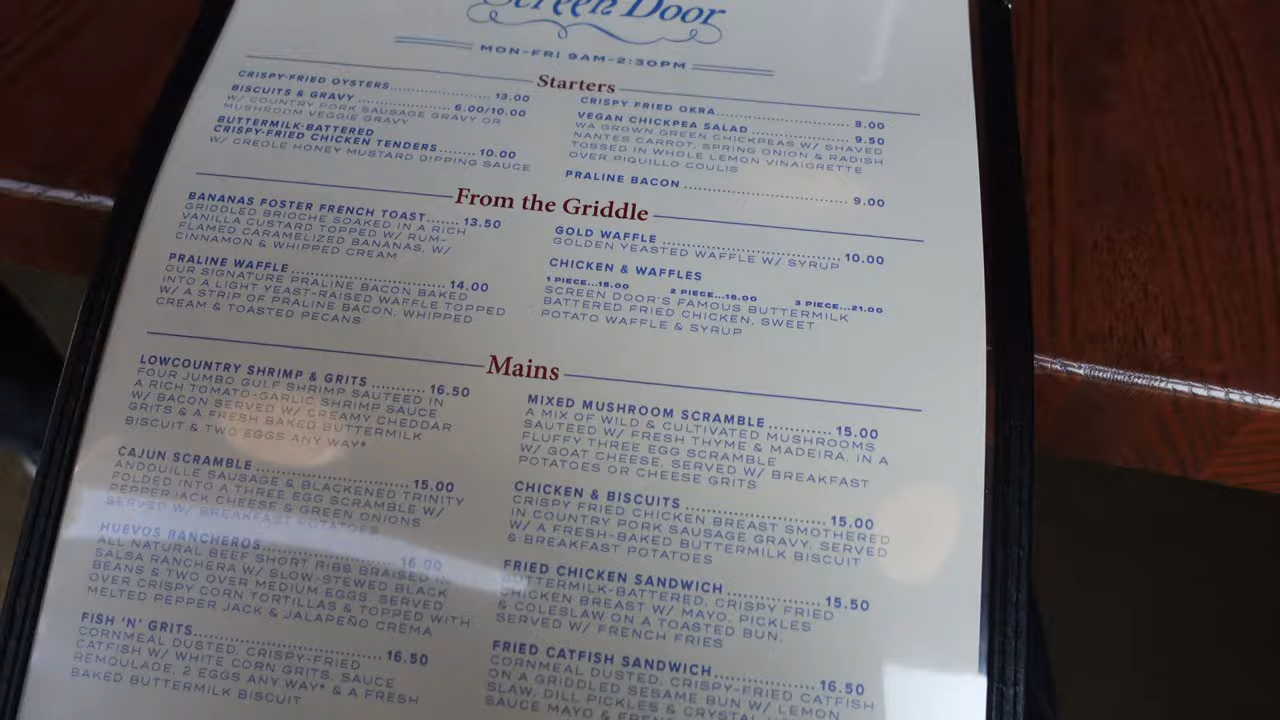 Screen Door
MON-FRI 9AM-2:30PM
Starters
CRISPY-FRIED OYSTERS 13.00
BISCUITS & GRAVY 6.00/10.00
W/ COUNTRY PORK SAUSAGE GRAVY OR
MUSHROOM VEGGIE GRAVY
BUTTERMILK-BATTERED
CRISPY-FRIED CHICKEN TENDERS 10.00
W/ CREOLE HONEY MUSTARD DIPPING SAUCE
CRISPY FRIED OKRA 8.00
VEGAN CHICKPEA SALAD 9.50
WA GROWN GREEN CHICKPEAS W/ SHAVED
NANTES CARROT, SPRING ONION & RADISH
TOSSED IN WHOLE LEMON VINAIGRETTE
OVER PIQUILLO COULIS
PRALINE BACON 9.00
From the Griddle
BANANAS FOSTER FRENCH TOAST 13.50
GRIDDLED BRIOCHE SOAKED IN A RICH
VANILLA CUSTARD TOPPED W/ RUM-
FLAMED CARAMELIZED BANANAS, W/
CINNAMON & WHIPPED CREAM
PRALINE WAFFLE 14.00
OUR SIGNATURE PRALINE BACON BAKED
INTO A LIGHT YEAST-RAISED WAFFLE TOPPED
W/ A STRIP OF PRALINE BACON, WHIPPED
CREAM & TOASTED PECANS
GOLD WAFFLE 10.00
GOLDEN YEASTED WAFFLE W/ SYRUP
CHICKEN & WAFFLES
1 PIECE...15.00 2 PIECE...18.00 3 PIECE...21.00
SCREEN DOOR'S FAMOUS BUTTERMILK
BATTERED FRIED CHICKEN, SWEET
POTATO WAFFLE & SYRUP
Mains
LOWCOUNTRY SHRIMP & GRITS 16.50
FOUR JUMBO GULF SHRIMP SAUTEED IN
A RICH TOMATO-GARLIC SHRIMP SAUCE
W/ BACON SERVED W/ CREAMY CHEDDAR
GRITS & A FRESH BAKED BUTTERMILK
BISCUIT & TWO EGGS ANY WAY*
CAJUN SCRAMBLE 15.00
ANDOUILLE SAUSAGE & BLACKENED TRINITY
FOLDED INTO A THREE EGG SCRAMBLE W/
PEPPER JACK CHEESE & GREEN ONIONS
SERVED W/ BREAKFAST POTATOES
HUEVOS RANCHEROS 16.00
ALL NATURAL BEEF SHORT RIBS BRAISED IN
SALSA RANCHERA W/ SLOW-STEWED BLACK
BEANS & TWO OVER MEDIUM EGGS. SERVED
OVER CRISPY CORN TORTILLAS & TOPPED WITH
MELTED PEPPER JACK & JALAPEÑO CREMA
FISH 'N' GRITS 16.50
CORNMEAL DUSTED, CRISPY-FRIED
CATFISH W/ WHITE CORN GRITS, SAUCE
REMOULADE, 2 EGGS ANY WAY* & A FRESH
BAKED BUTTERMILK BISCUIT
MIXED MUSHROOM SCRAMBLE 15.00
A MIX OF WILD & CULTIVATED MUSHROOMS
SAUTEED W/ FRESH THYME & MADEIRA, IN A
FLUFFY THREE EGG SCRAMBLE
W/ GOAT CHEESE, SERVED W/ BREAKFAST
POTATOES OR CHEESE GRITS
CHICKEN & BISCUITS 15.00
CRISPY FRIED CHICKEN BREAST SMOTHERED
IN COUNTRY PORK SAUSAGE GRAVY, SERVED
W/ A FRESH-BAKED BUTTERMILK BISCUIT
& BREAKFAST POTATOES
FRIED CHICKEN SANDWICH 15.50
BUTTERMILK-BATTERED, CRISPY FRIED
CHICKEN BREAST W/ MAYO, PICKLES
& COLESLAW ON A TOASTED BUN,
SERVED W/ FRENCH FRIES
FRIED CATFISH SANDWICH 16.50
CORNMEAL DUSTED, CRISPY-FRIED CATFISH
ON A GRIDDLED SESAME BUN W/ LEMON
SLAW, DILL PICKLES & CRYSTAL
SAUCE MAYO &